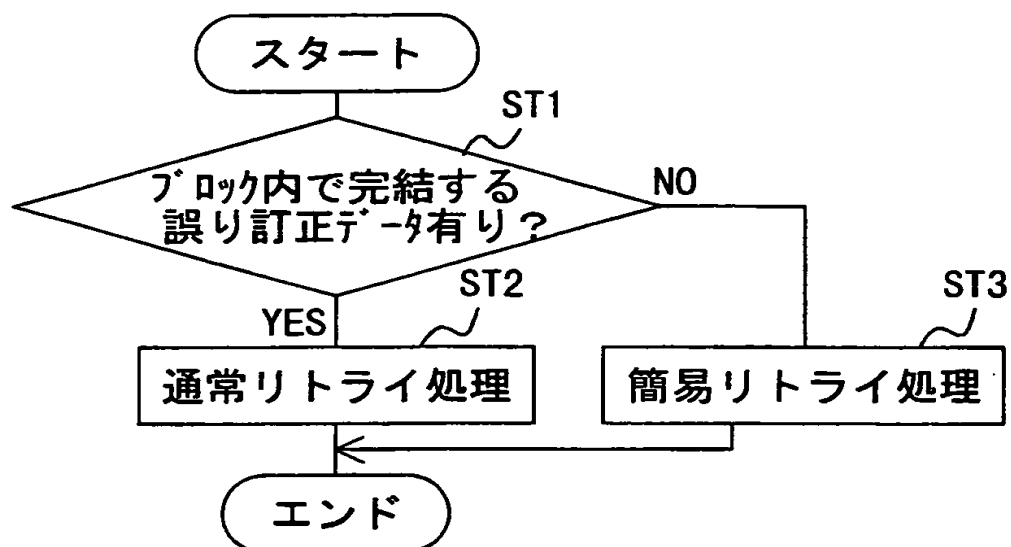 スタート
ST1
ブロック内で完結する
誤り訂正データ有り?
NO
YES
ST2
通常リトライ処理
ST3
簡易リトライ処理
エンド